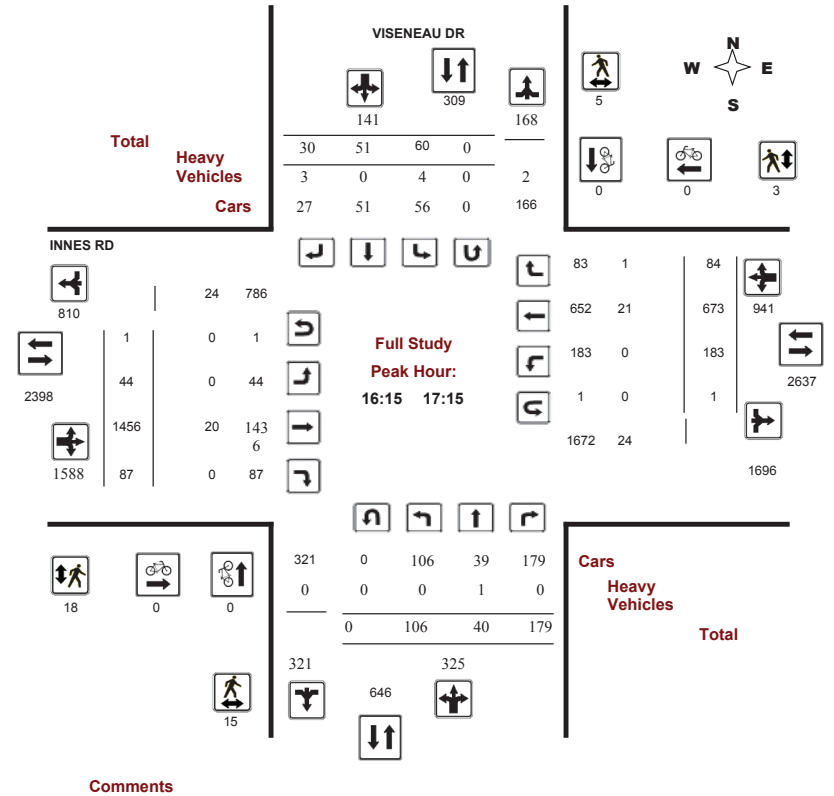 VISENEAU DR
N
W E
S
309
5
141 168
Total
30 51 60 0
Heavy
Vehicles
3 0 4 0 2
0 0 3
Cars
27 51 56 0 166
INNES RD
83 1 84
24 786
810
652 21 673 941
1 0 1
Full Study
183 0 183
Peak Hour:
2398
44 0 44
2637
16:15 17:15
1 0 1
1456 20 143
6
1672 24
1588 87 0 87
1696
321 0 106 39 179 Cars
0 0 0 1 0 Heavy
Vehicles
18 0 0
0 106 40 179 Total
321 325
646
15
Comments